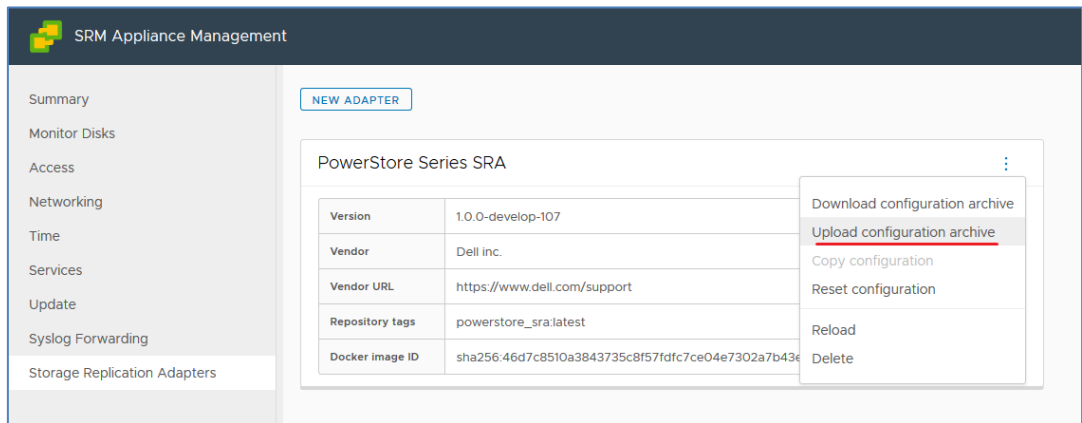 SRM Appliance Management
Summary
Monitor Disks
Access
Networking
Time
Services
Update
Syslog Forwarding
Storage Replication Adapters
NEW ADAPTER
PowerStore Series SRA
Version 1.0.0-develop-107
Vendor Dell inc.
Vendor URL https://www.dell.com/support
Repository tags powerstore_sra:latest
Docker image ID sha256:46d7c8510a3843735c8f57fdfc7ce04e7302a7b43e
Download configuration archive
Upload configuration archive
Copy configuration
Reset configuration
Reload
Delete